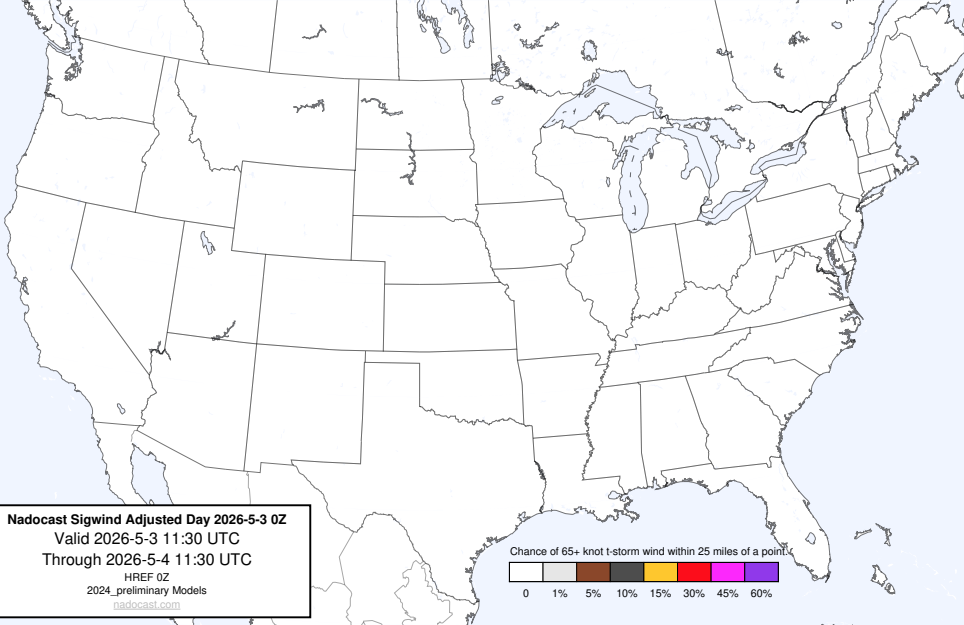 Nadocast Sigwind Adjusted Day 2026-5-3 0Z
Valid 2026-5-3 11:30 UTC
Through 2026-5-4 11:30 UTC
HREF 0Z
2024_preliminary Models
nadocast.com
Chance of 65+ knot t-storm wind within 25 miles of a point.
0 1% 5% 10% 15% 30% 45% 60%